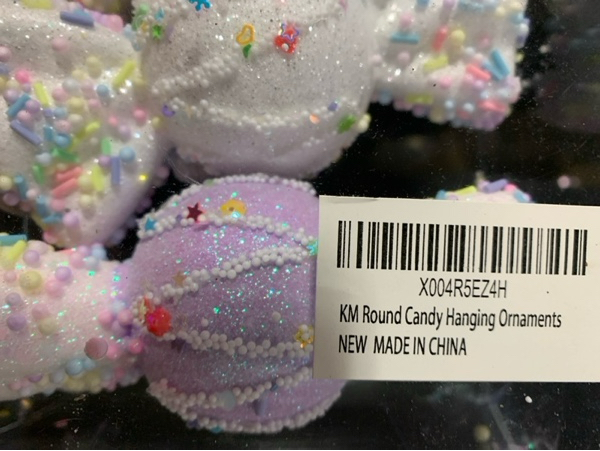 X004R5EZ4H
KM Round Candy Hanging Ornaments
NEW MADE IN CHINA